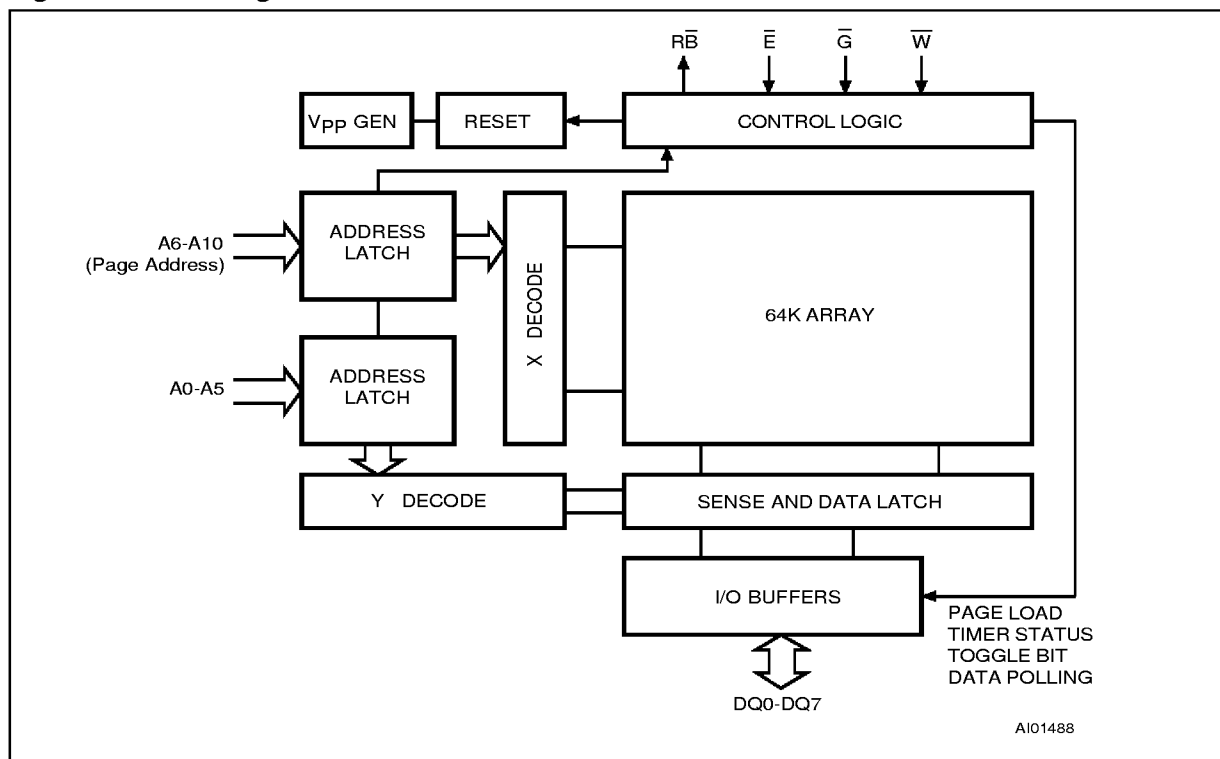 RB̅ E̅ G̅ W̅
VPP GEN
RESET
CONTROL LOGIC
A6-A10
(Page Address)
ADDRESS
LATCH
X DECODE
64K ARRAY
A0-A5
ADDRESS
LATCH
Y DECODE
SENSE AND DATA LATCH
I/O BUFFERS
PAGE LOAD
TIMER STATUS
TOGGLE BIT
DATA POLLING
DQ0-DQ7
AI01488